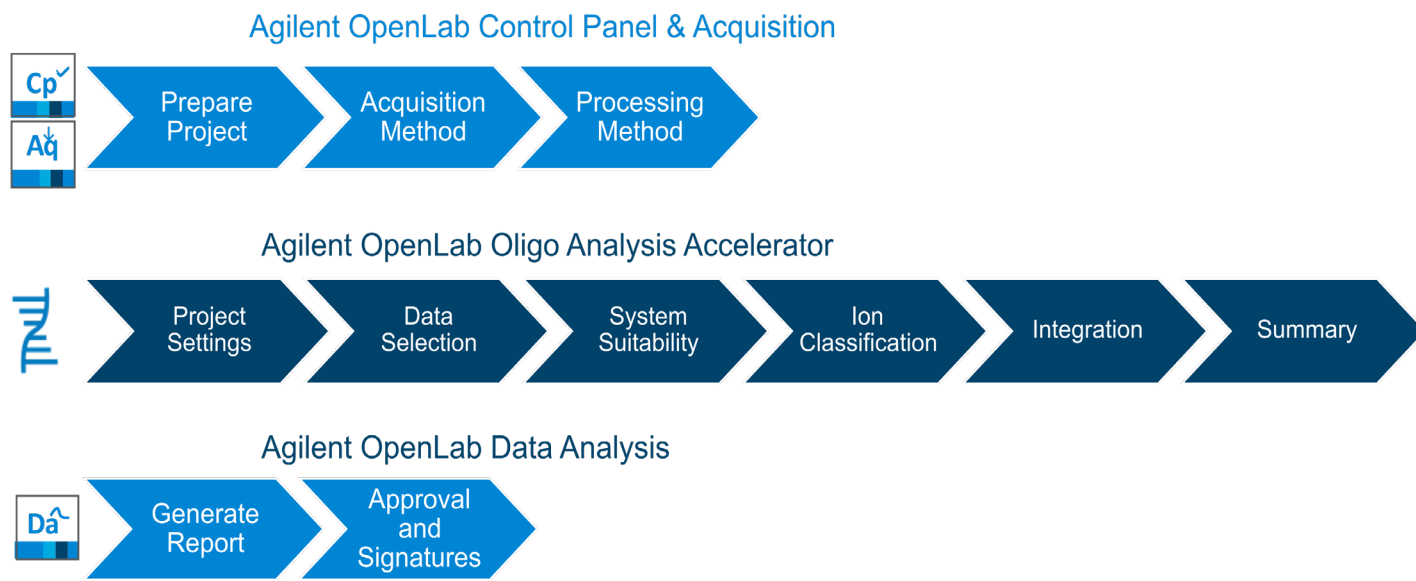 Agilent OpenLab Control Panel & Acquisition
Cp
Aq
Prepare
Project
Acquisition
Method
Processing
Method
Agilent OpenLab Oligo Analysis Accelerator
Project
Settings
Data
Selection
System
Suitability
Ion
Classification
Integration
Summary
Agilent OpenLab Data Analysis
Da
Generate
Report
Approval
and
Signatures